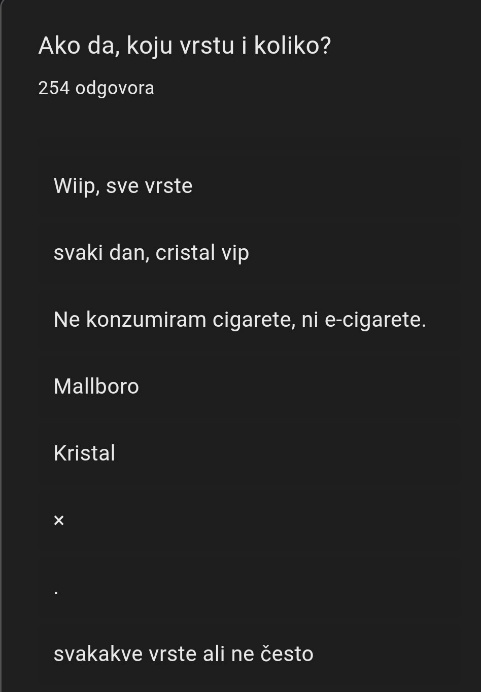 Ako da, koju vrstu i koliko?
254 odgovora
Wiip, sve vrste
svaki dan, cristal vip
Ne konzumiram cigarete, ni e-cigarete.
Mallboro
Kristal
×
.
svakakve vrste ali ne često